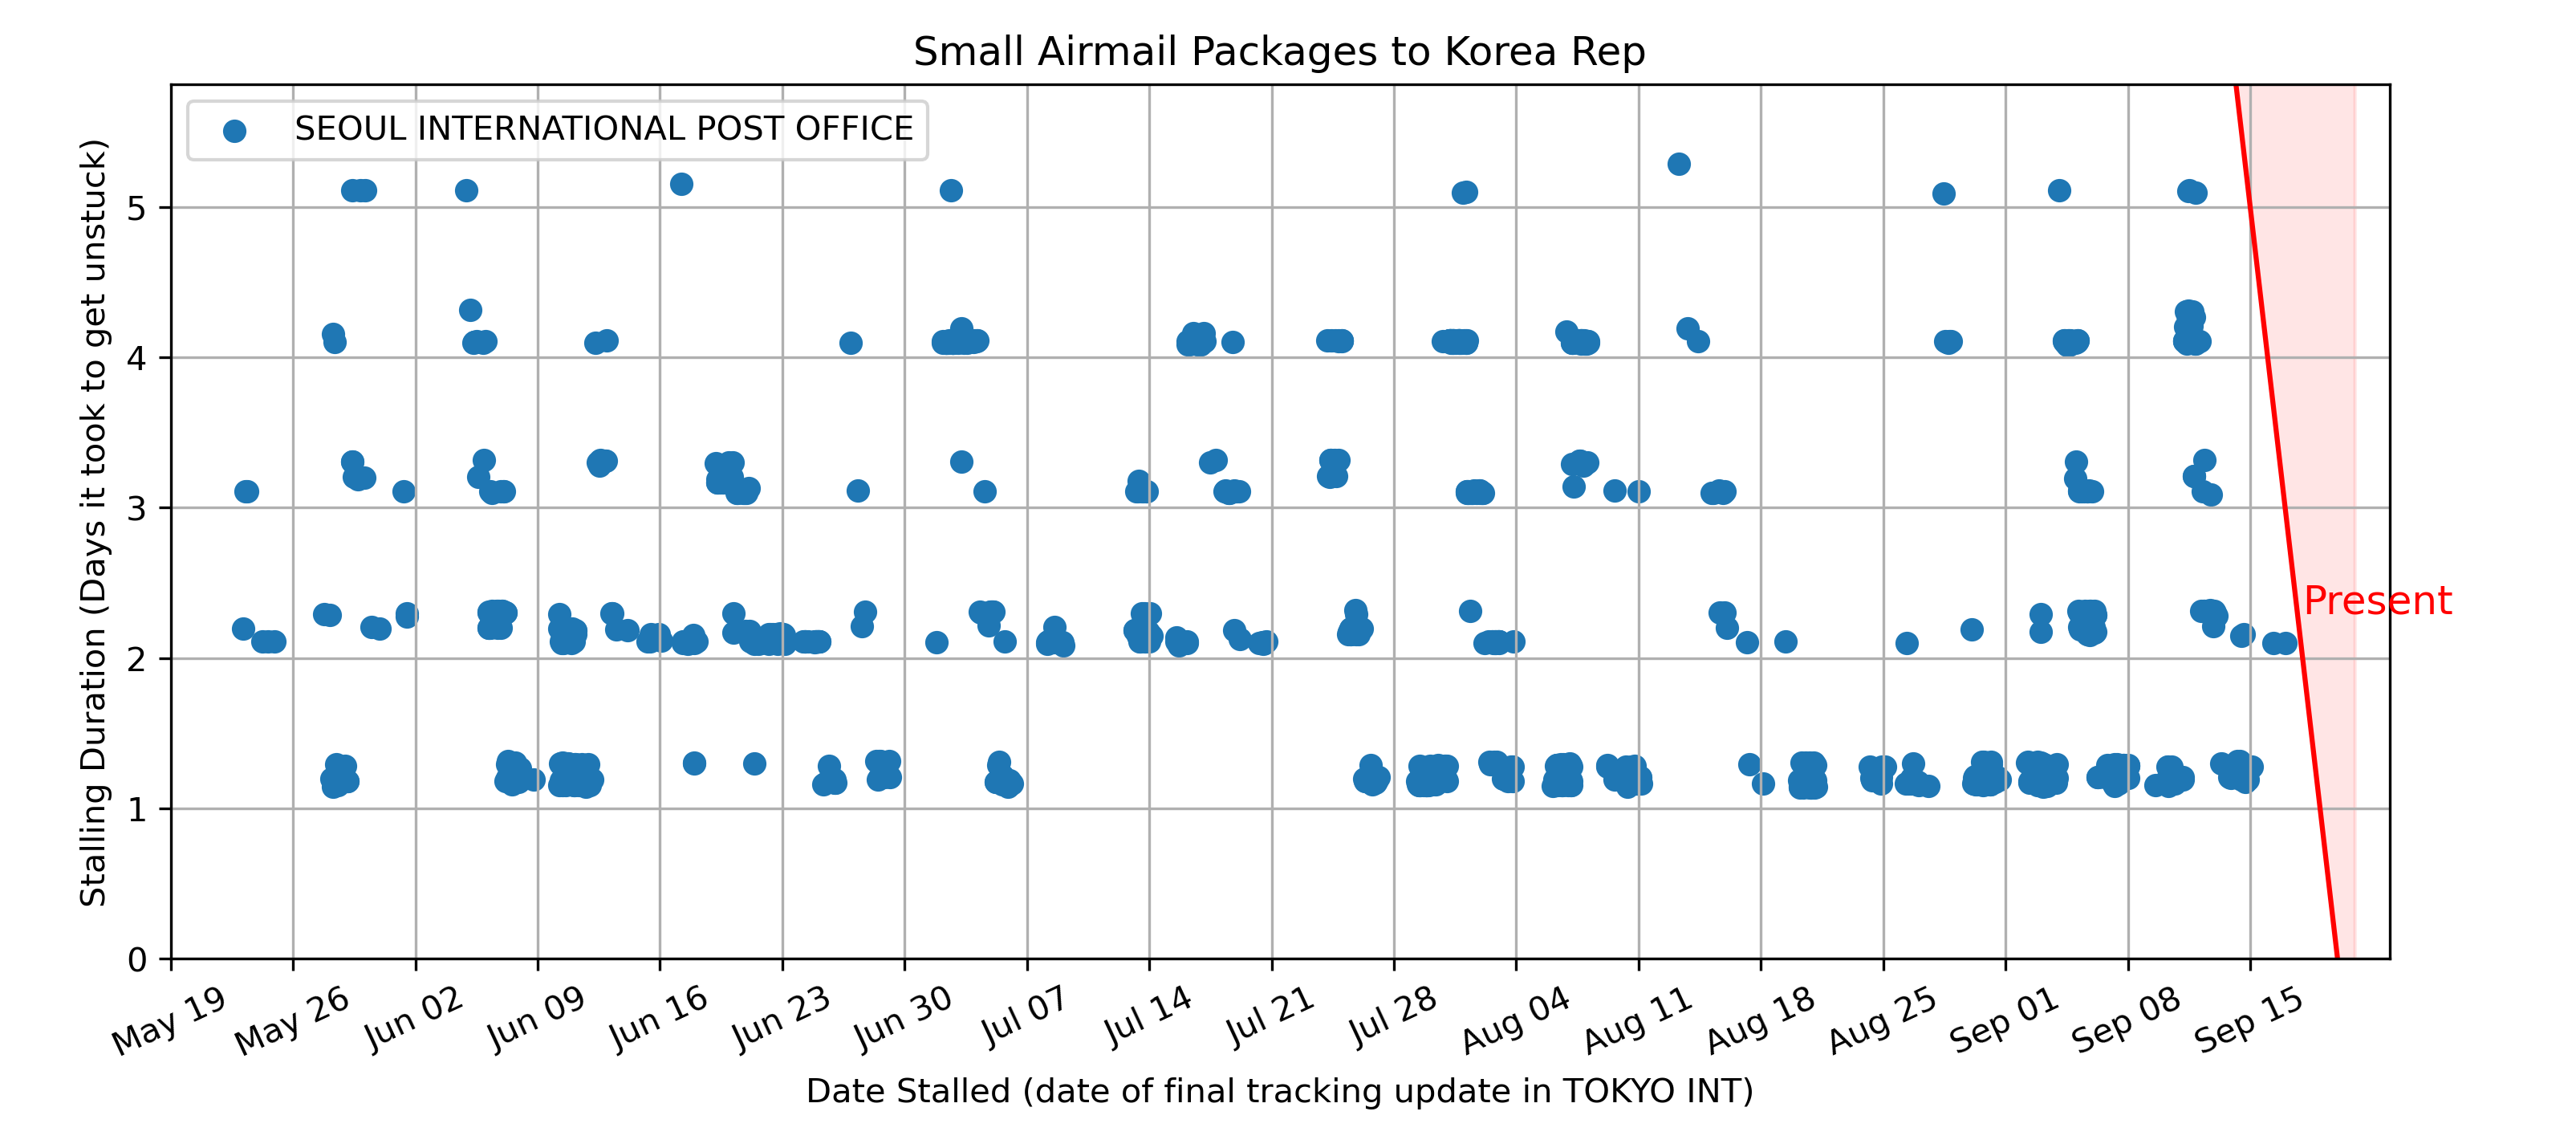 Small Airmail Packages to Korea Rep
SEOUL INTERNATIONAL POST OFFICE
Stalling Duration (Days it took to get unstuck)
5
4
3
2
1
0
Present
May 19
May 26
Jun 02
Jun 09
Jun 16
Jun 23
Jun 30
Jul 07
Jul 14
Jul 21
Jul 28
Aug 04
Aug 11
Aug 18
Aug 25
Sep 01
Sep 08
Sep 15
Date Stalled (date of final tracking update in TOKYO INT)